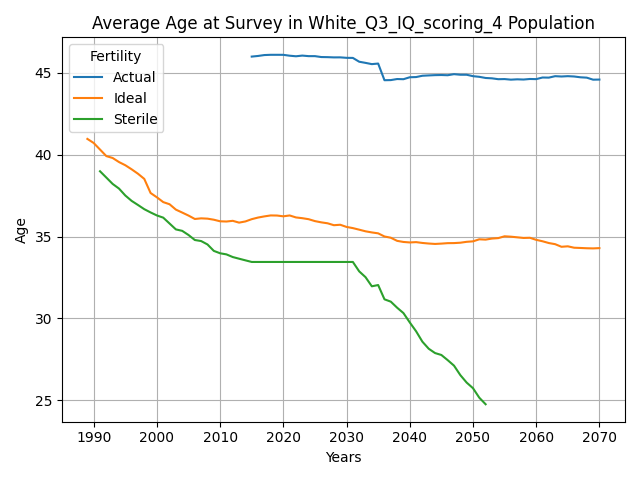 Average Age at Survey in White_Q3_IQ_scoring_4 Population
Fertility
Actual
Ideal
Sterile
Age
45
40
35
30
25
1990 2000 2010 2020 2030 2040 2050 2060 2070
Years